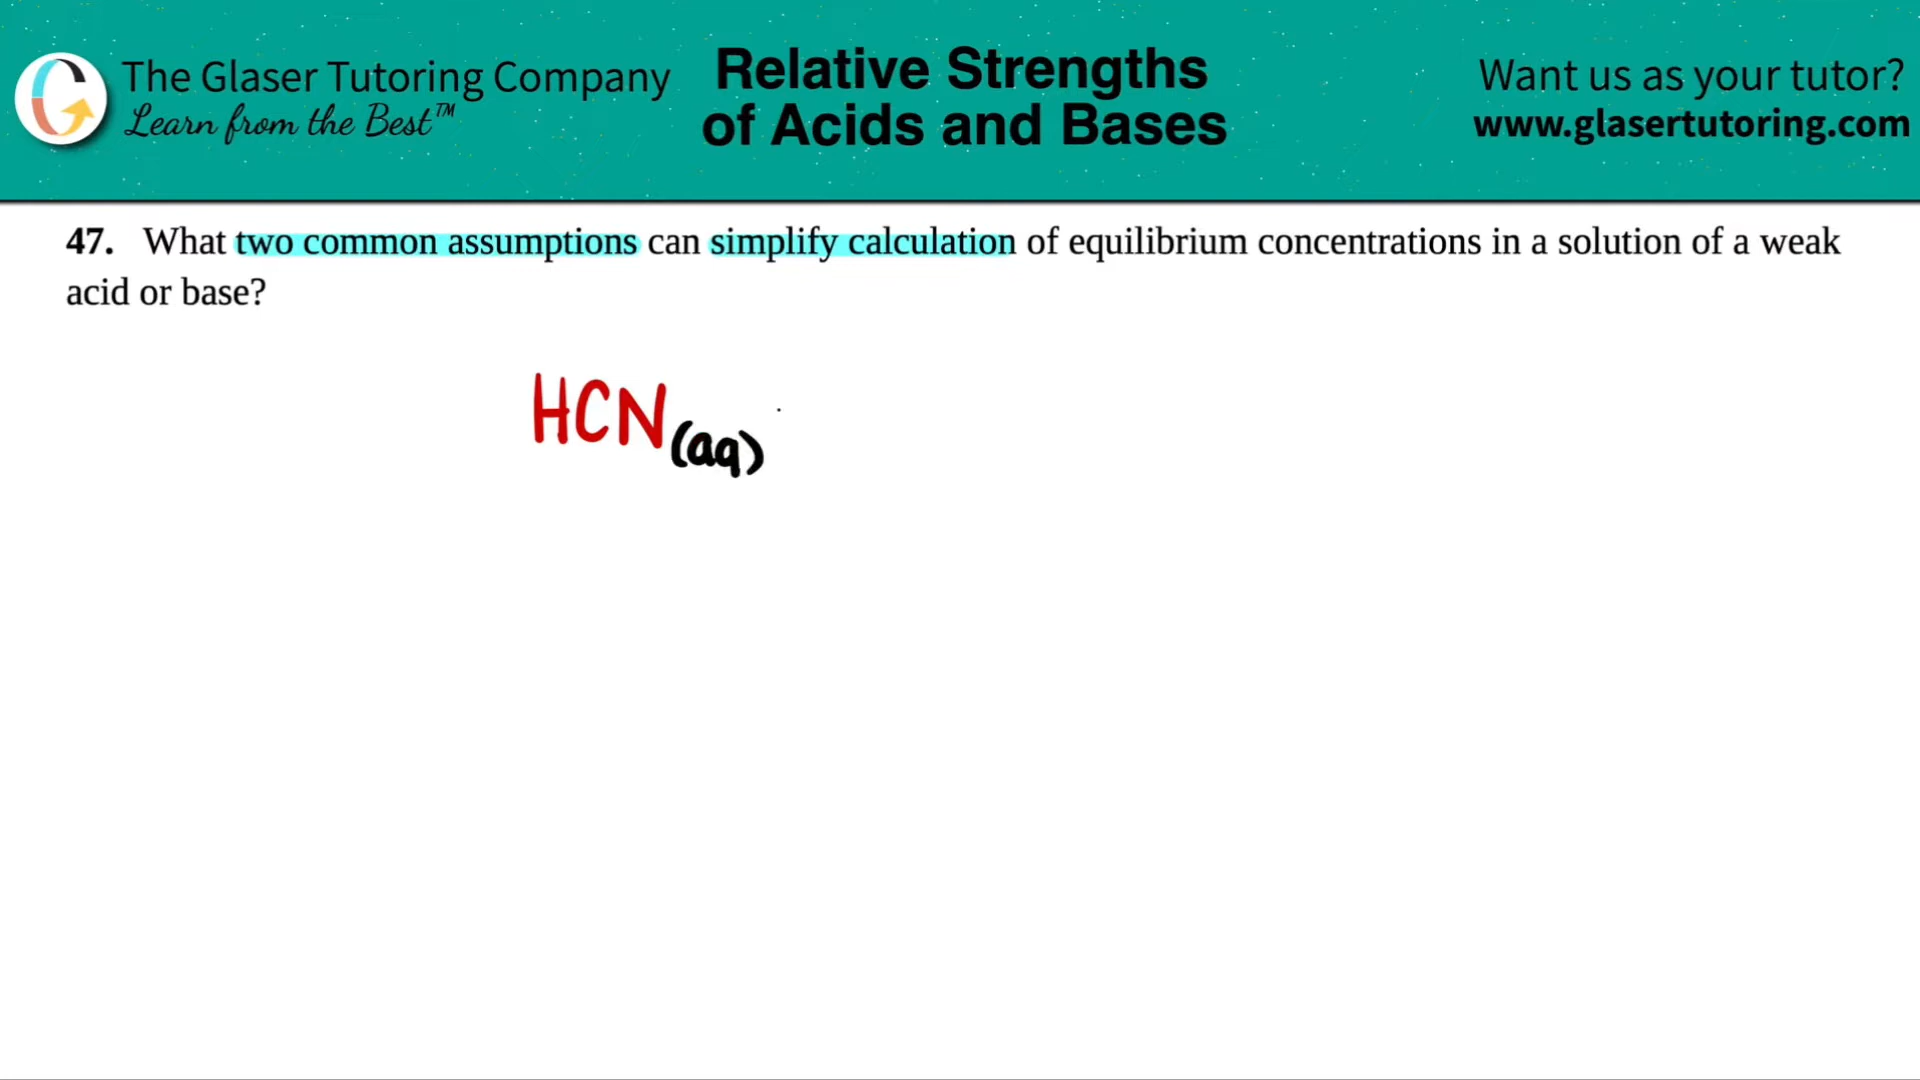 The Glaser Tutoring Company
Learn from the Best™
Relative Strengths
of Acids and Bases
Want us as your tutor?
www.glasertutoring.com
47. What two common assumptions can simplify calculation of equilibrium concentrations in a solution of a weak
acid or base?
HCN(aq)